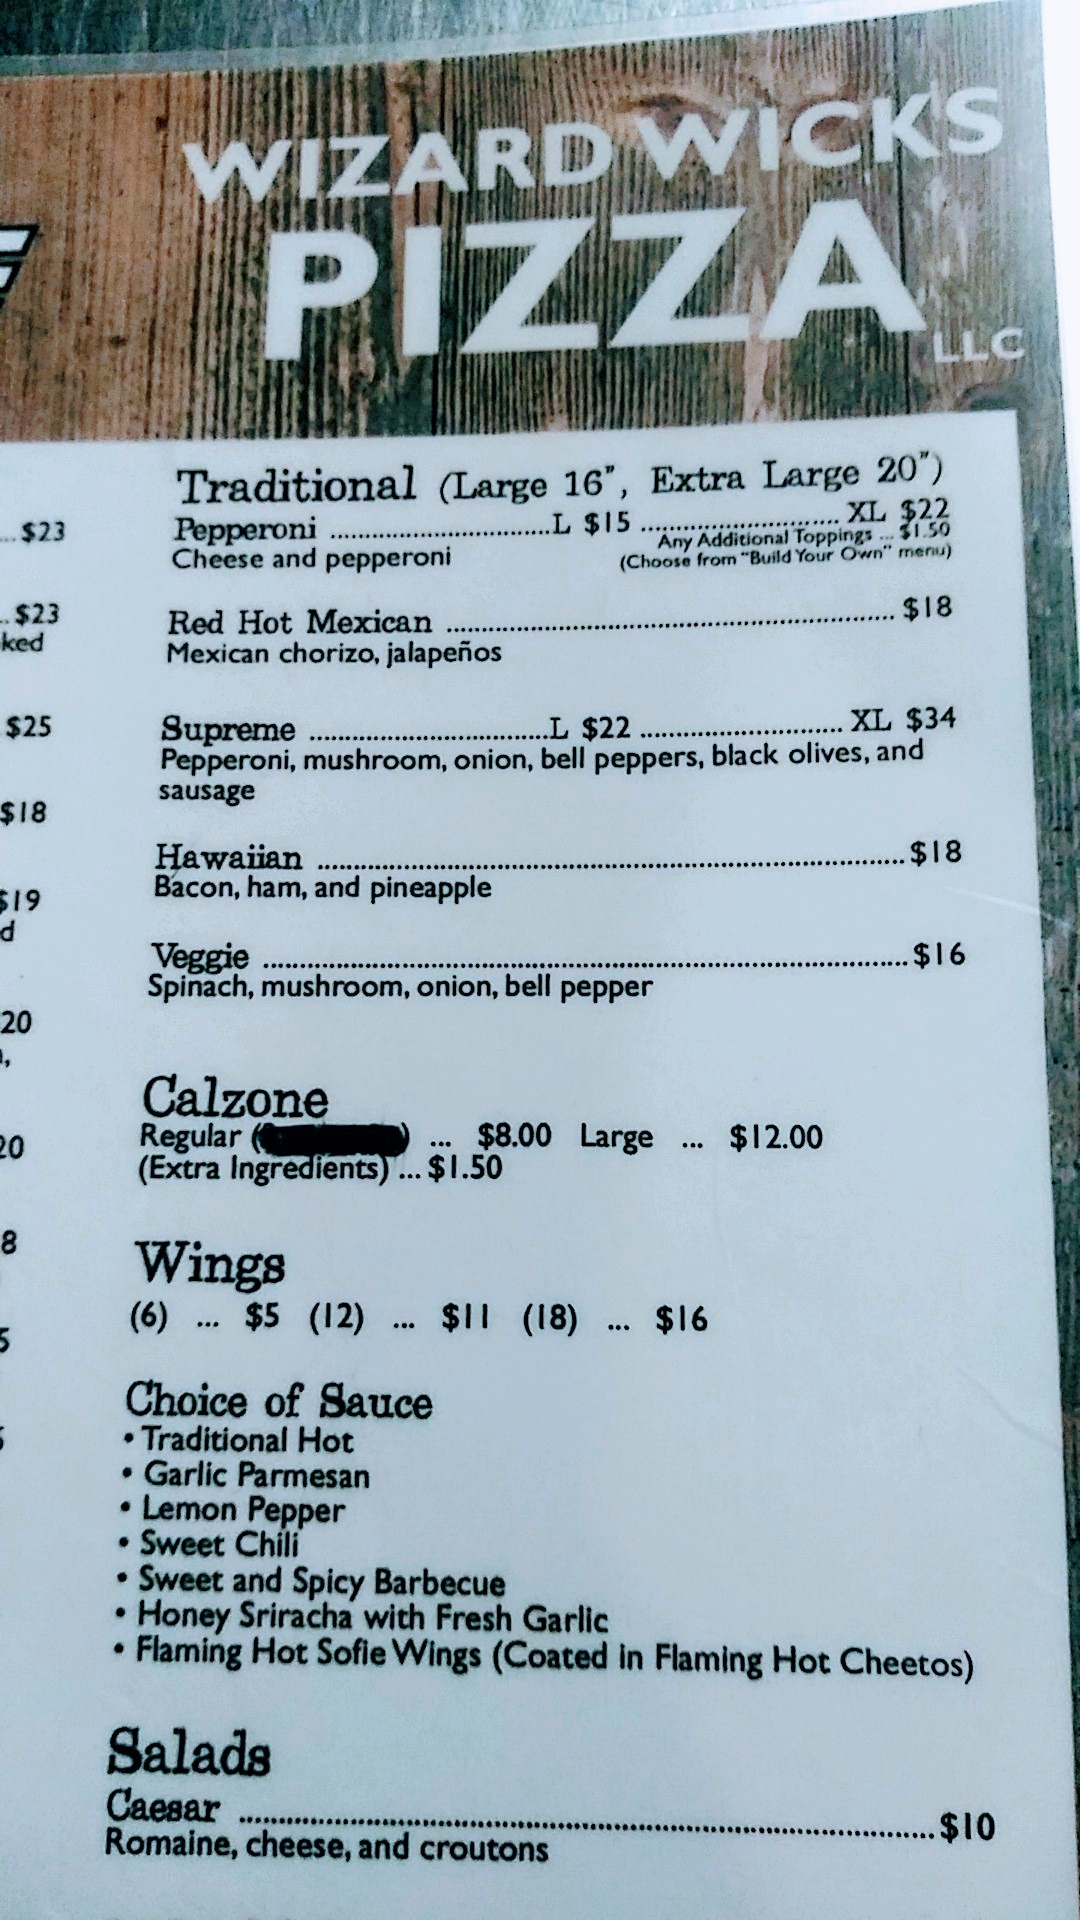 WIZARD WICKS
PIZZA
LLC
Traditional (Large 16", Extra Large 20")
Pepperoni ..............................L $15 ........................... XL $22
Cheese and pepperoni
Any Additional Toppings ... $1.50
(Choose from "Build Your Own" menu)
Red Hot Mexican ............................................................... $18
Mexican chorizo, jalapeños
Supreme ................................L $22 ........................... XL $34
Pepperoni, mushroom, onion, bell peppers, black olives, and
sausage
Hawaiian ................................................................................ $18
Bacon, ham, and pineapple
Veggie ....................................................................................... $16
Spinach, mushroom, onion, bell pepper
Calzone
Regular ( ) ... $8.00 Large ... $12.00
(Extra Ingredients) ... $1.50
Wings
(6) ... $5 (12) ... $11 (18) ... $16
Choice of Sauce
• Traditional Hot
• Garlic Parmesan
• Lemon Pepper
• Sweet Chili
• Sweet and Spicy Barbecue
• Honey Sriracha with Fresh Garlic
• Flaming Hot Sofie Wings (Coated in Flaming Hot Cheetos)
Salads
Caesar ............................................................................................ $10
Romaine, cheese, and croutons
... $23
.. $23
ked
$25
$18
$19
d
20
,
20
8
5